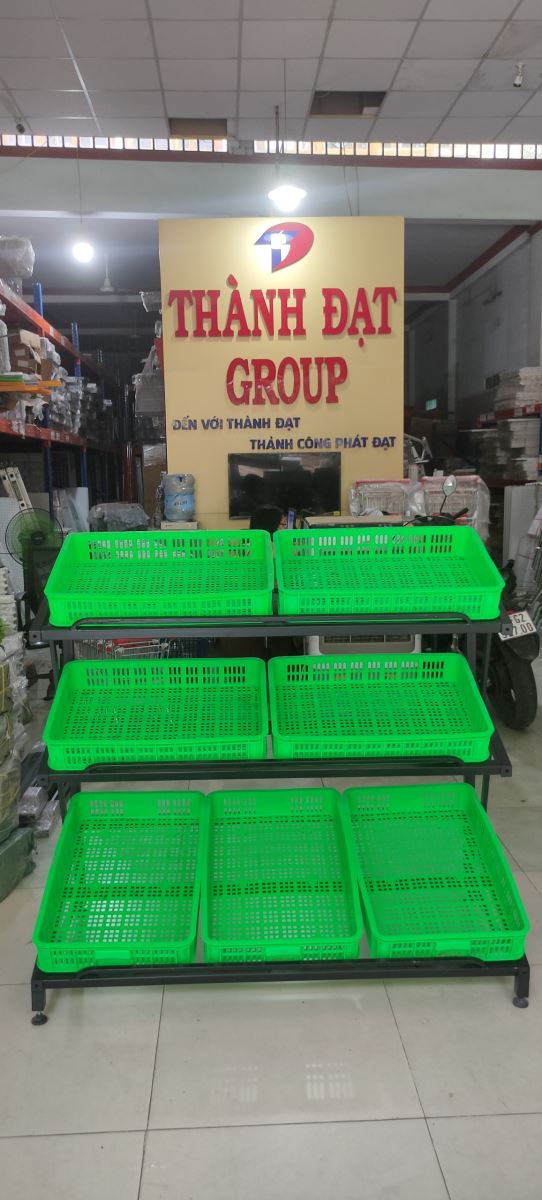 THÀNH ĐẠT
GROUP
ĐẾN VỚI THÀNH ĐẠT
THÀNH CÔNG PHÁT ĐẠT